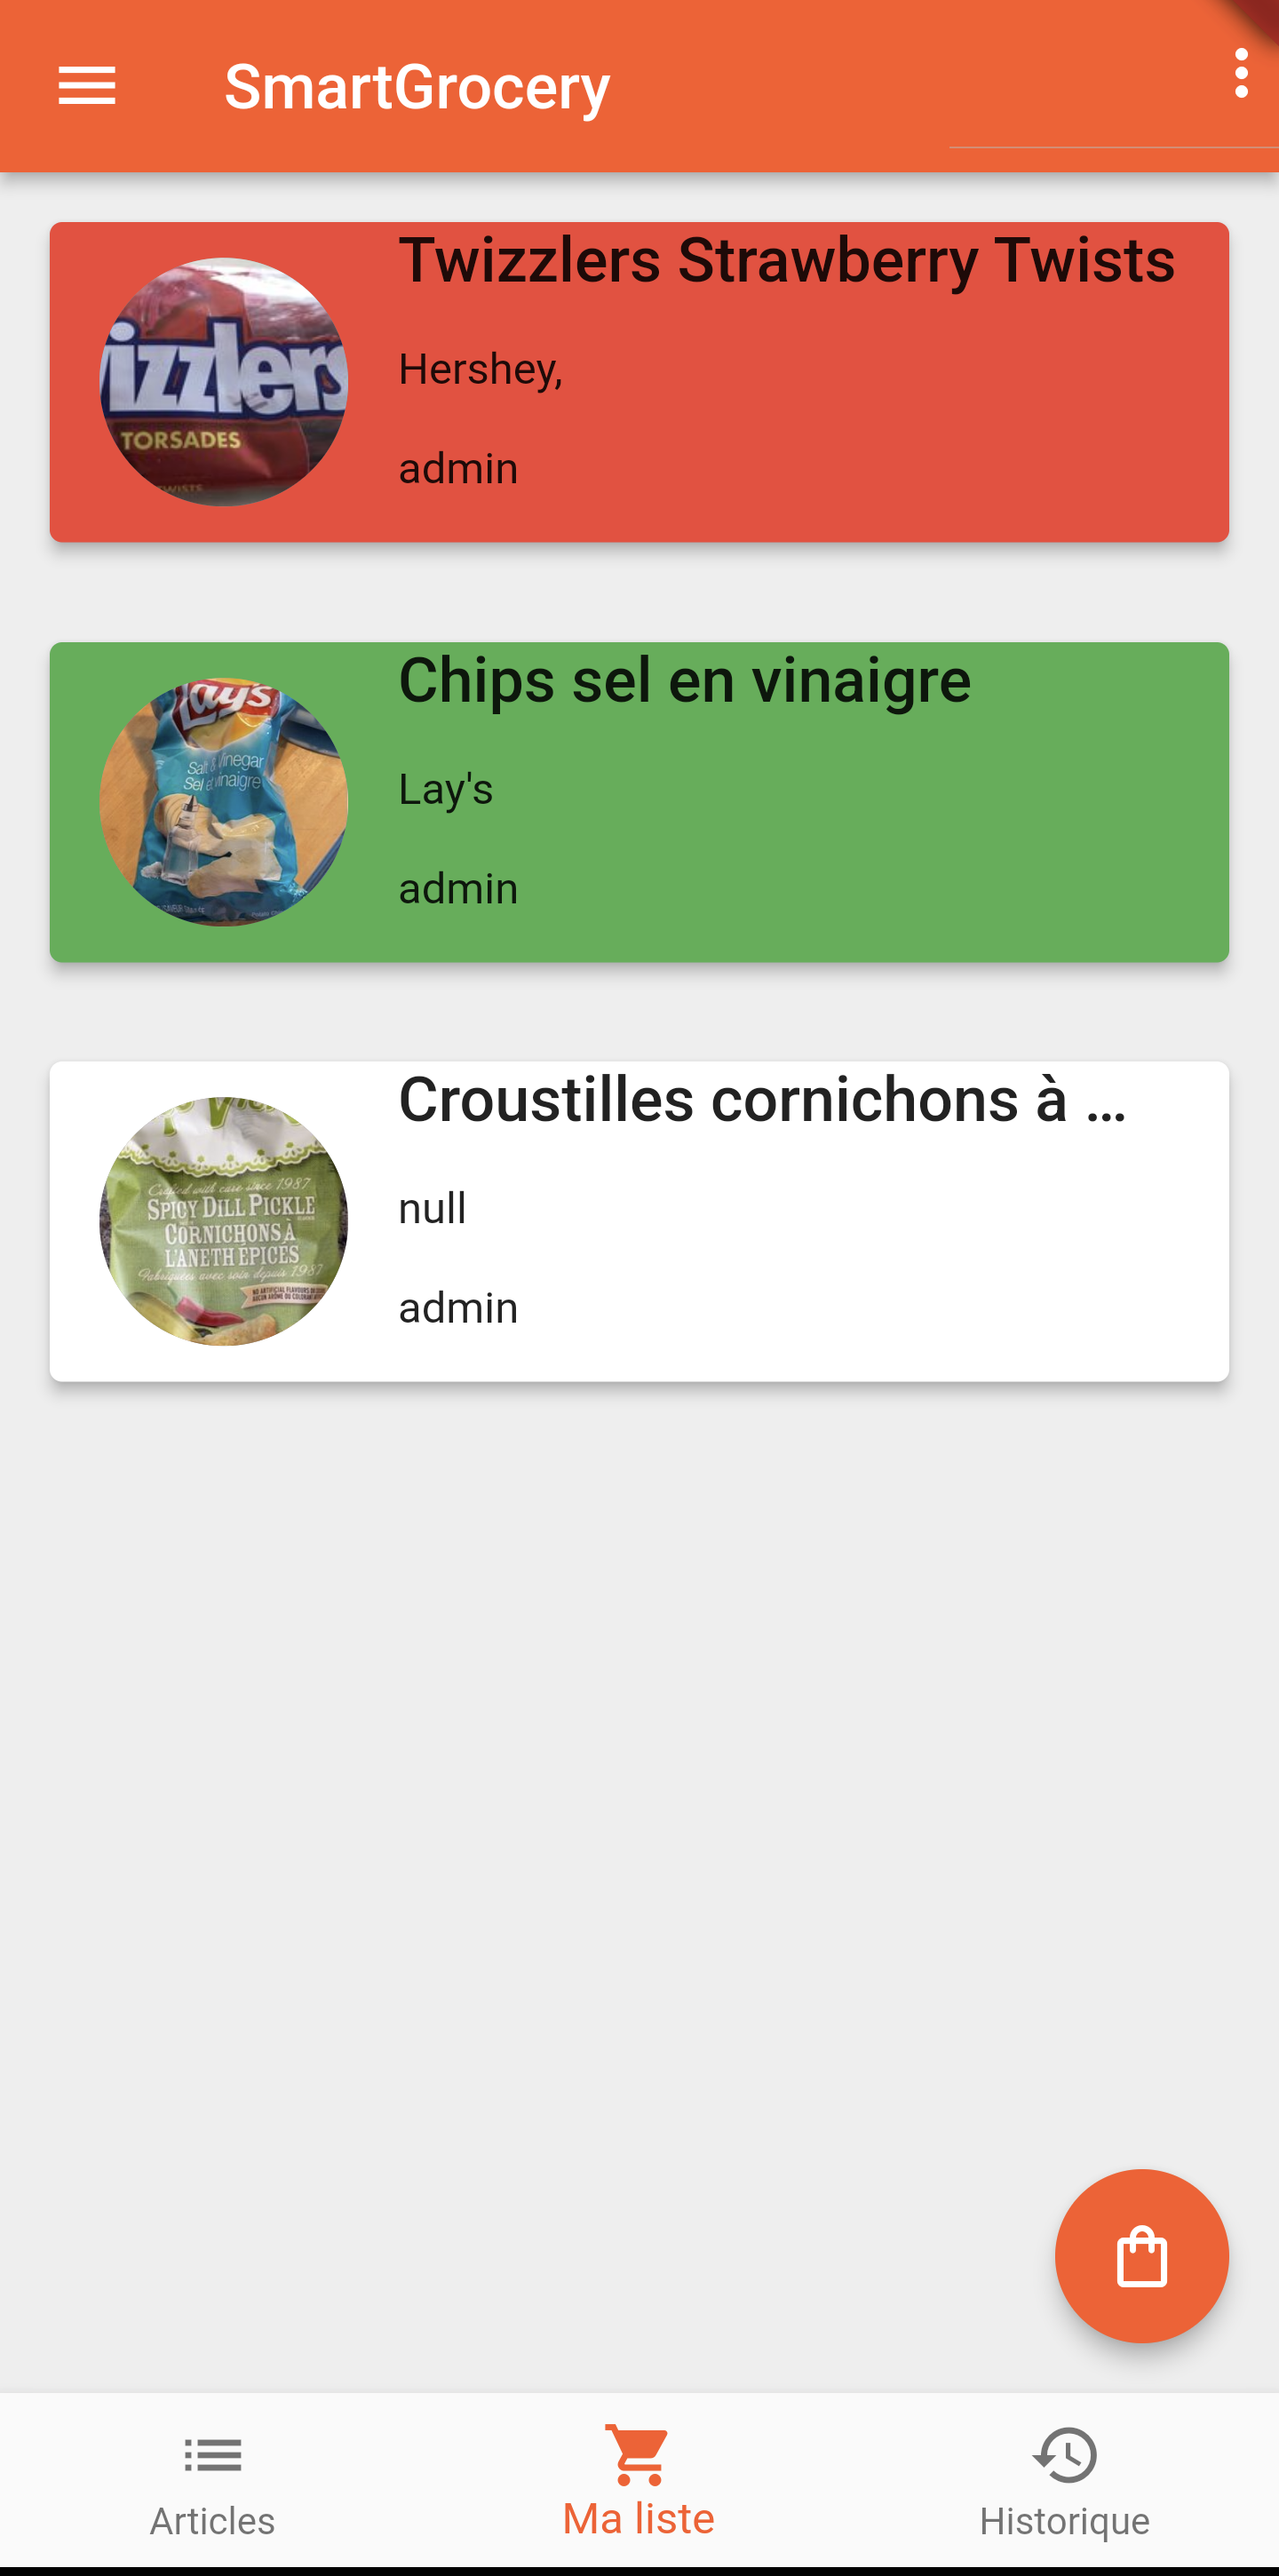 SmartGrocery
Twizzlers Strawberry Twists
Hershey,
admin
izzlers
TORSADES
Chips sel en vinaigre
Lay's
admin
Lay's
Salt & Vinegar
Sel et vinaigre
Croustilles cornichons à ...
null
admin
Crafted with care since 1987
SPICY DILL PICKLE
CORNICHONS À
L'ANETH ÉPICÉS
Fabriquées avec soin depuis 1987
Articles
Ma liste
Historique